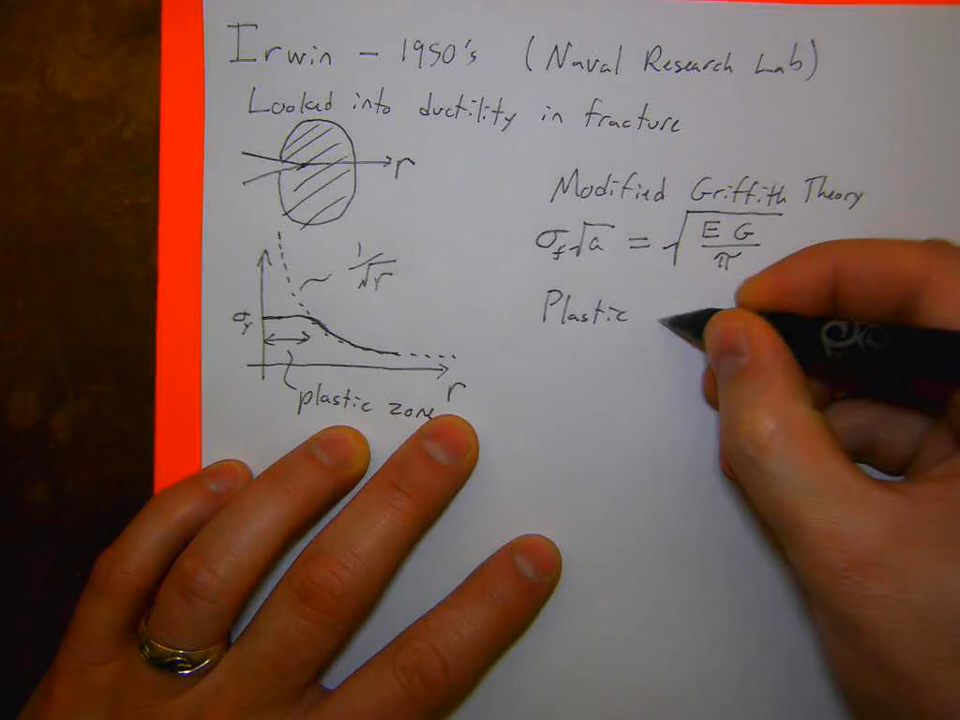 Irwin - 1950's (Naval Research Lab)
Looked into ductility in fracture
r
Modified Griffith Theory
σf√a = √(E G / π)
1/√r
Plastic
σy
r
plastic zone